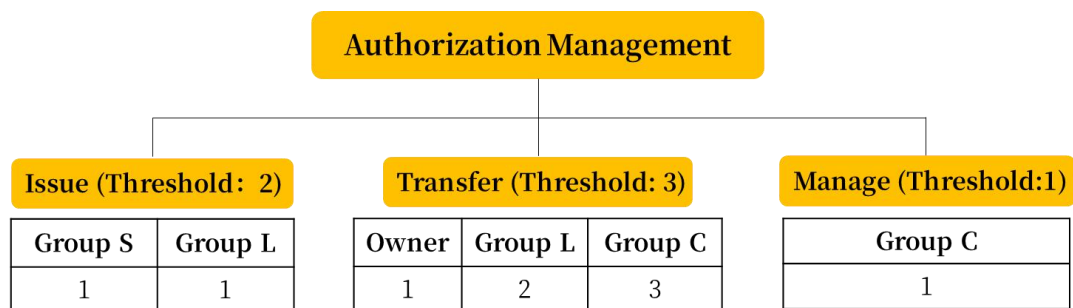 Authorization Management
Issue (Threshold: 2)
Transfer (Threshold: 3)
Manage (Threshold:1)
Group S Group L
1 1
Owner Group L Group C
1 2 3
Group C
1